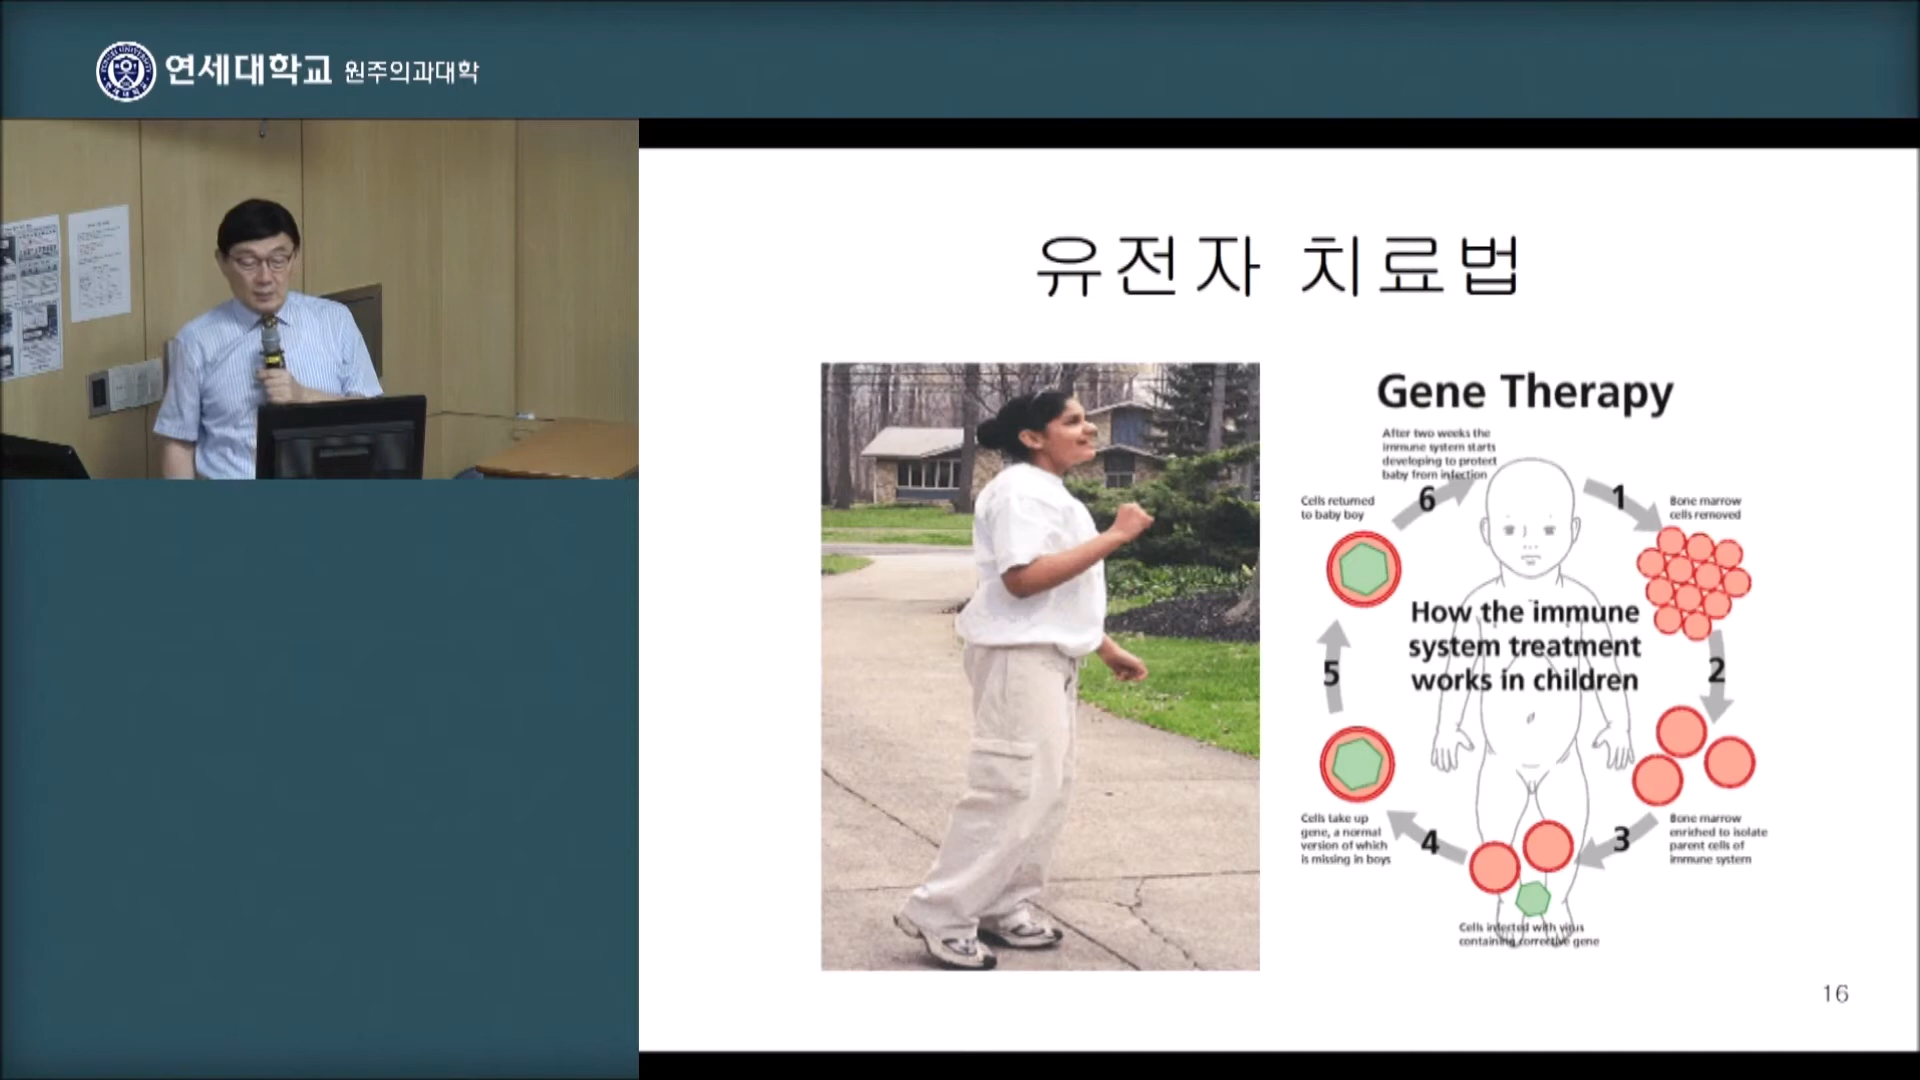 연세대학교 원주의과대학
유전자 치료법
Gene Therapy
After two weeks the
immune system starts
developing to protect
baby from infection
6
1
Cells returned
to baby boy
Bone marrow
cells removed
How the immune
system treatment
works in children
5
2
Cells take up
gene, a normal
version of which
is missing in boys
4
3
Bone marrow
enriched to isolate
parent cells of
immune system
Cells infected with virus
containing corrective gene
16